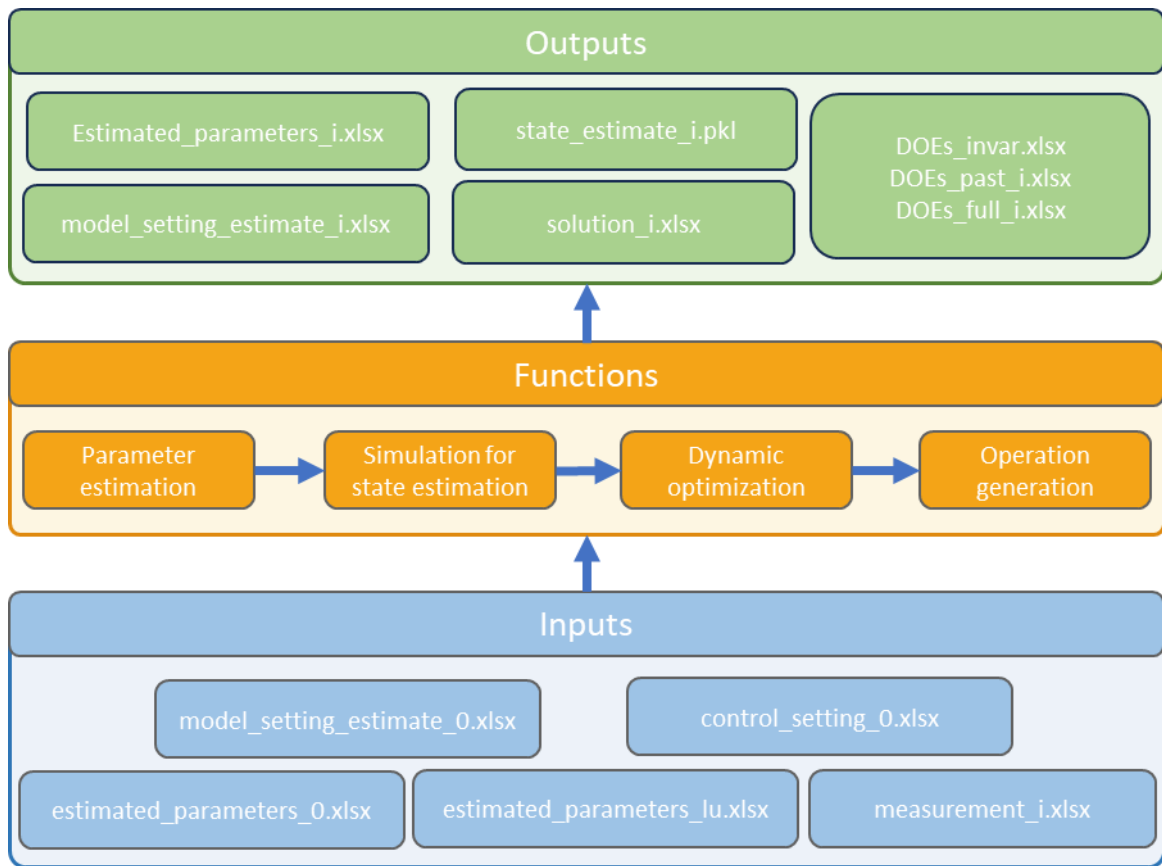 Outputs
Estimated_parameters_i.xlsx
state_estimate_i.pkl
DOEs_invar.xlsx
DOEs_past_i.xlsx
DOEs_full_i.xlsx
model_setting_estimate_i.xlsx
solution_i.xlsx
Functions
Parameter
estimation
Simulation for
state estimation
Dynamic
optimization
Operation
generation
Inputs
model_setting_estimate_0.xlsx
control_setting_0.xlsx
estimated_parameters_0.xlsx
estimated_parameters_lu.xlsx
measurement_i.xlsx